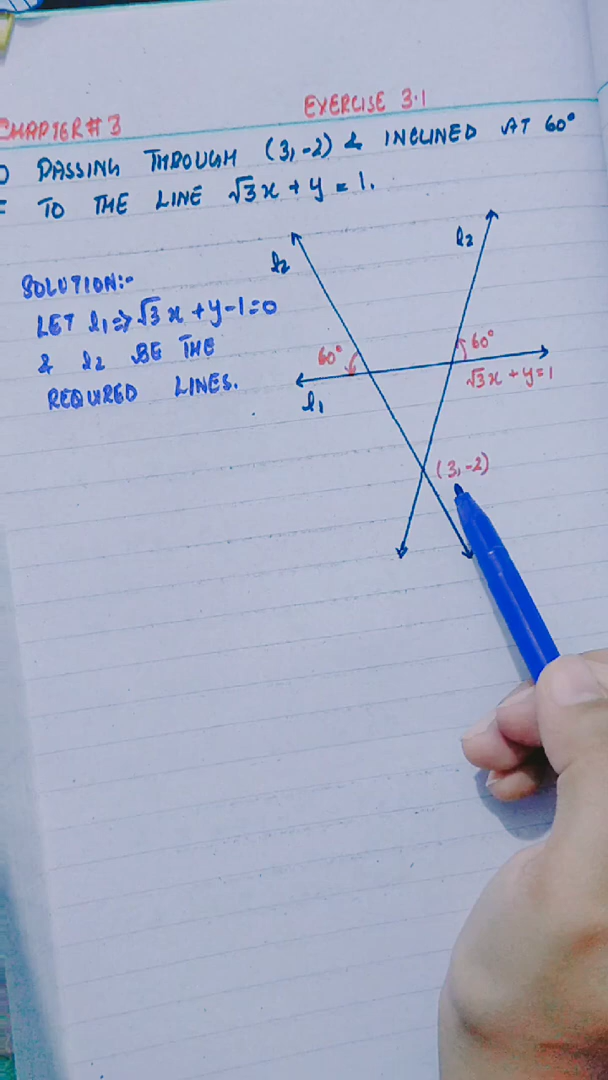 CHAPTER # 3 EXERCISE 3.1
PASSING THROUGH (3,-2) & INCLINED AT 60°
TO THE LINE √3x + y = 1.
SOLUTION:-
LET l1 => √3x + y - 1 = 0
& l2 BE THE
REQUIRED LINES.
l2
l2
60°
60°
√3x + y = 1
l1
(3,-2)